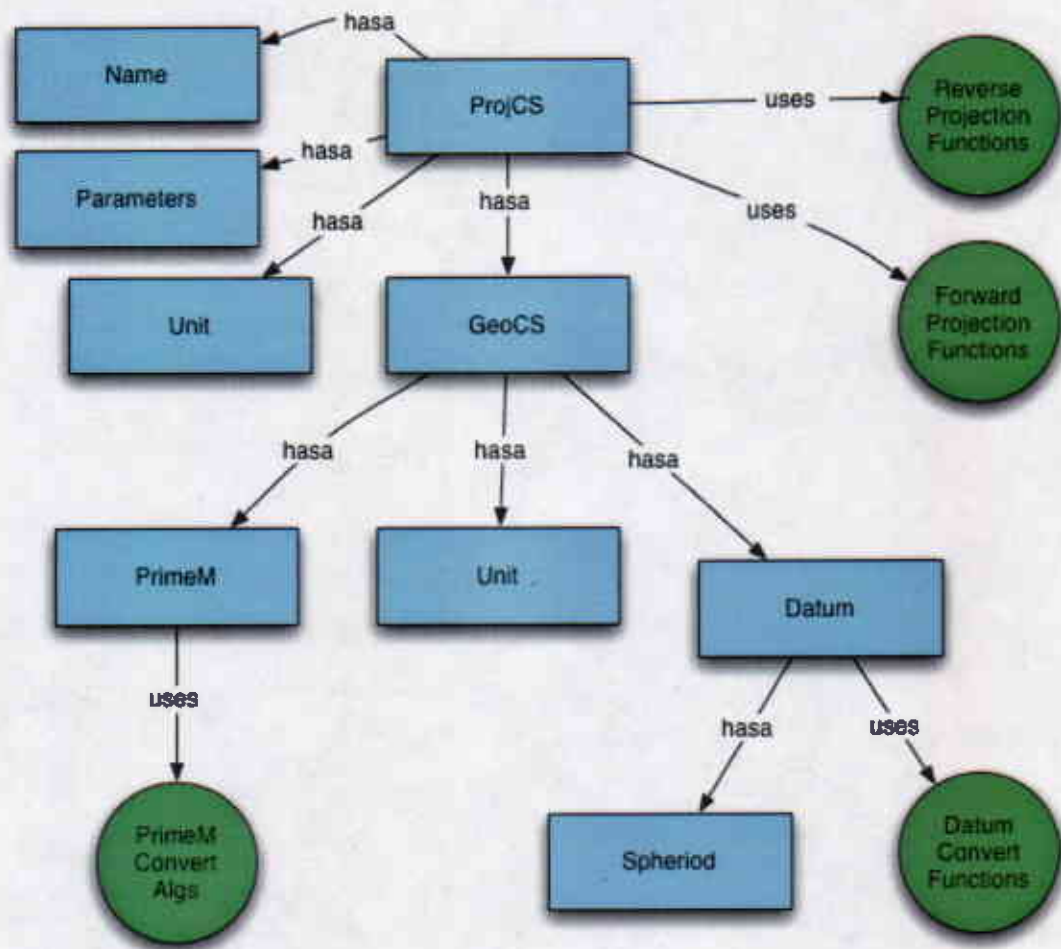 hasa
Name
ProjCS
uses
Reverse
Projection
Functions
hasa
Parameters
hasa
hasa
uses
Unit
GeoCS
Forward
Projection
Functions
hasa
hasa
hasa
PrimeM
Unit
Datum
uses
hasa
uses
PrimeM
Convert
Algs
Spheriod
Datum
Convert
Functions